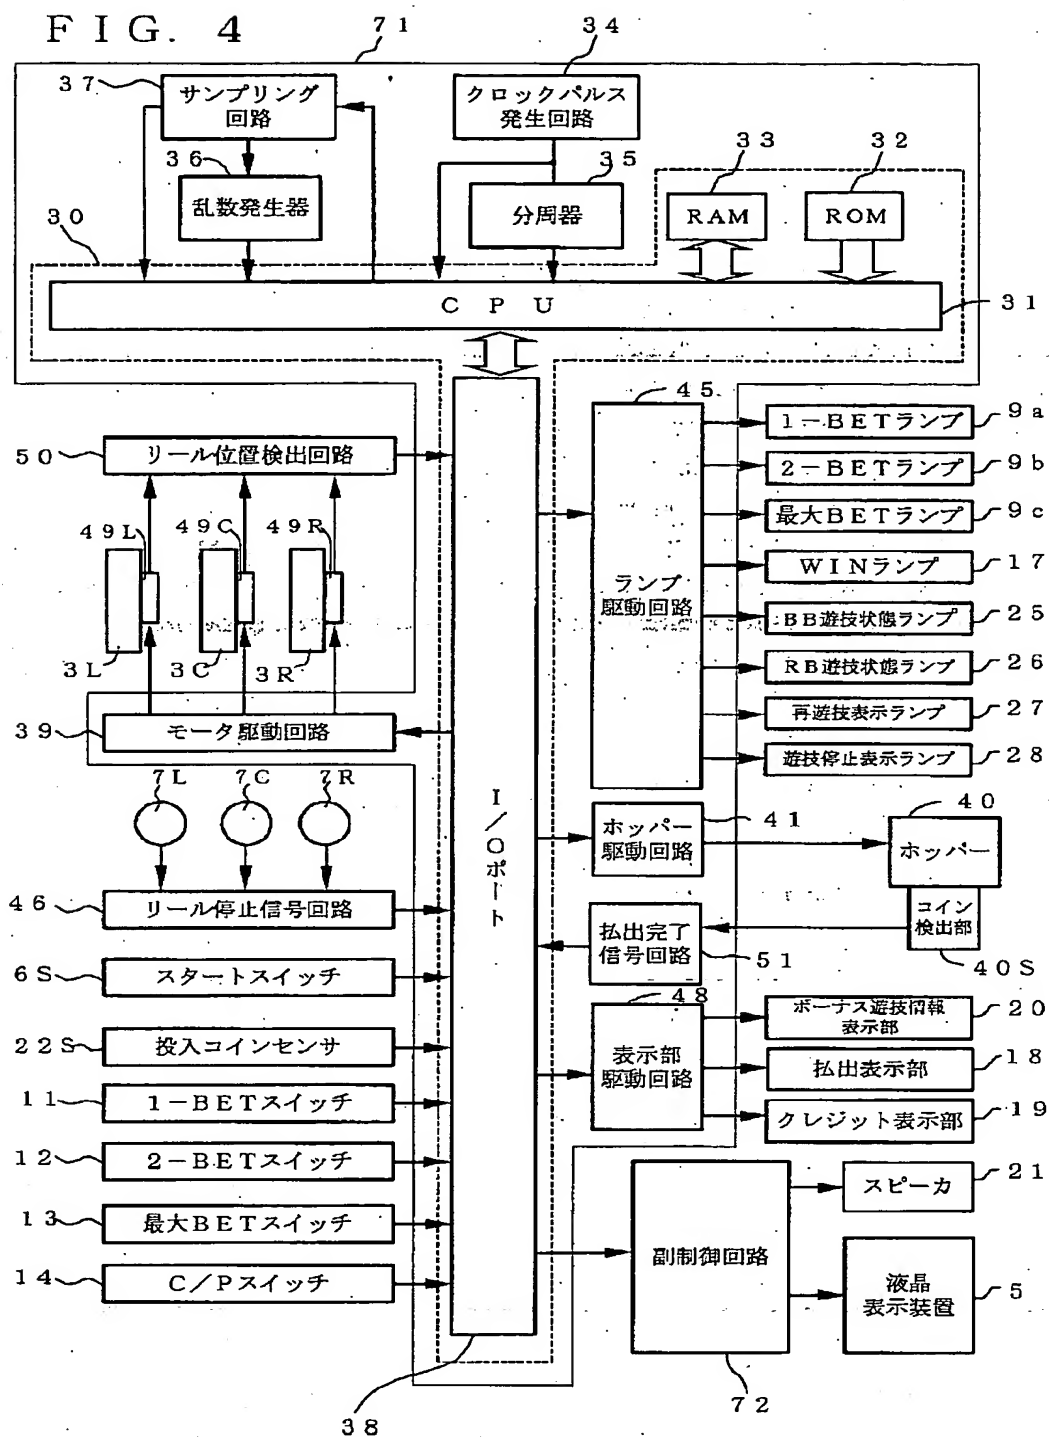 FIG. 4
71
34
37
サンプリング
回路
クロックパルス
発生回路
36
35
33
32
乱数発生器
分周器
RAM
ROM
30
CPU
31
45
1-BETランプ
9a
50
リール位置検出回路
2-BETランプ
9b
最大BETランプ
9c
49L
49C
49R
ランプ
駆動回路
WINランプ
17
BB遊技状態ランプ
25
3L
3C
3R
RB遊技状態ランプ
26
再遊技表示ランプ
27
39
モータ駆動回路
遊技停止表示ランプ
28
7L
7C
7R
I/Oポート
ホッパー
駆動回路
41
40
ホッパー
46
リール停止信号回路
払出完了
信号回路
51
コイン
検出部
40S
6S
スタートスイッチ
48
ボーナス遊技情報
表示部
20
22S
投入コインセンサ
表示部
駆動回路
払出表示部
18
11
1-BETスイッチ
クレジット表示部
19
12
2-BETスイッチ
スピーカ
21
13
最大BETスイッチ
副制御回路
14
C/Pスイッチ
液晶
表示装置
5
38
72